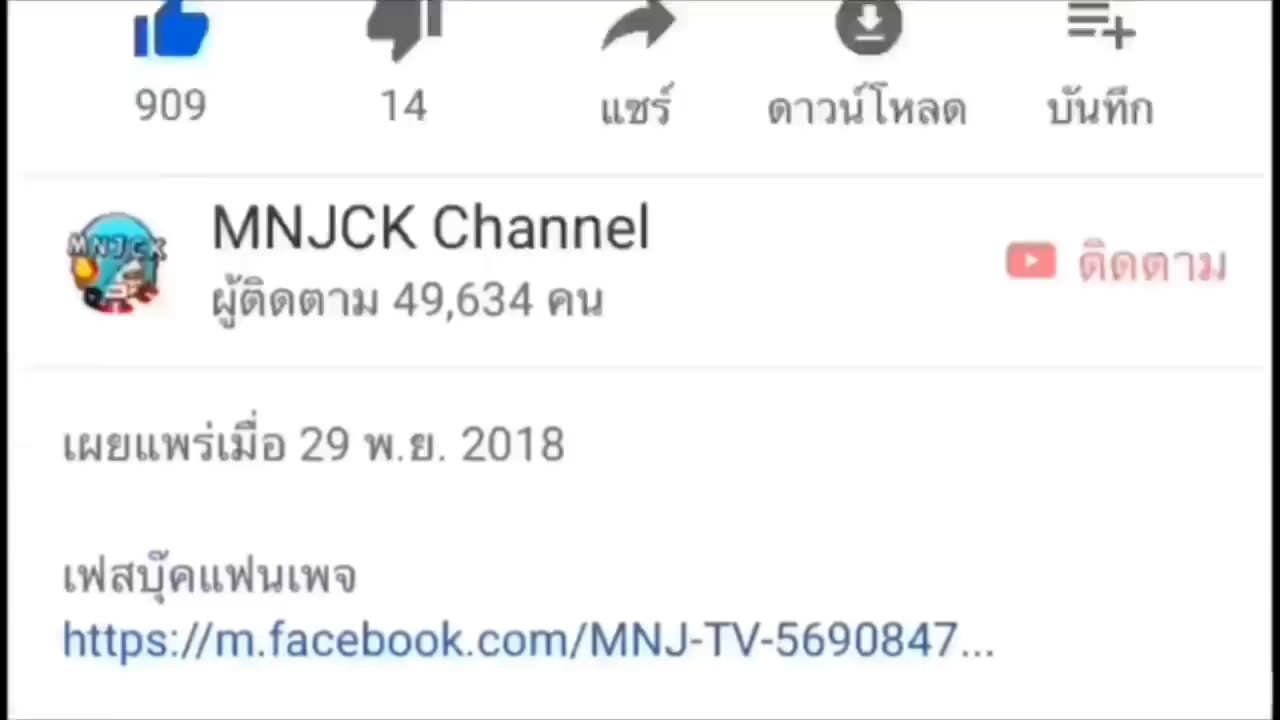 909
14
แชร์
ดาวน์โหลด
บันทึก
MNJCK
MNJCK Channel
ผู้ติดตาม 49,634 คน
ติดตาม
เผยแพร่เมื่อ 29 พ.ย. 2018
เฟสบุ๊คแฟนเพจ
https://m.facebook.com/MNJ-TV-5690847...